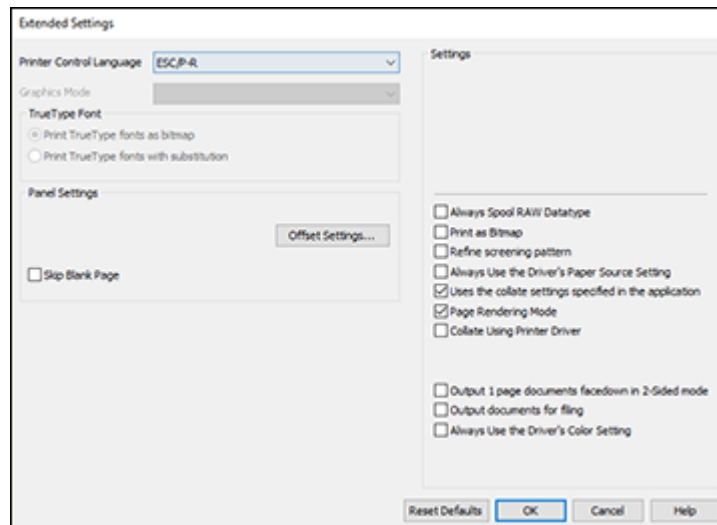 Extended Settings
Printer Control Language ESC/P-R
Graphics Mode
TrueType Font
Print TrueType fonts as bitmap
Print TrueType fonts with substitution
Panel Settings
Offset Settings...
Skip Blank Page
Settings
Always Spool RAW Datatype
Print as Bitmap
Refine screening pattern
Always Use the Driver's Paper Source Setting
Uses the collate settings specified in the application
Page Rendering Mode
Collate Using Printer Driver
Output 1 page documents facedown in 2-Sided mode
Output documents for filing
Always Use the Driver's Color Setting
Reset Defaults OK Cancel Help